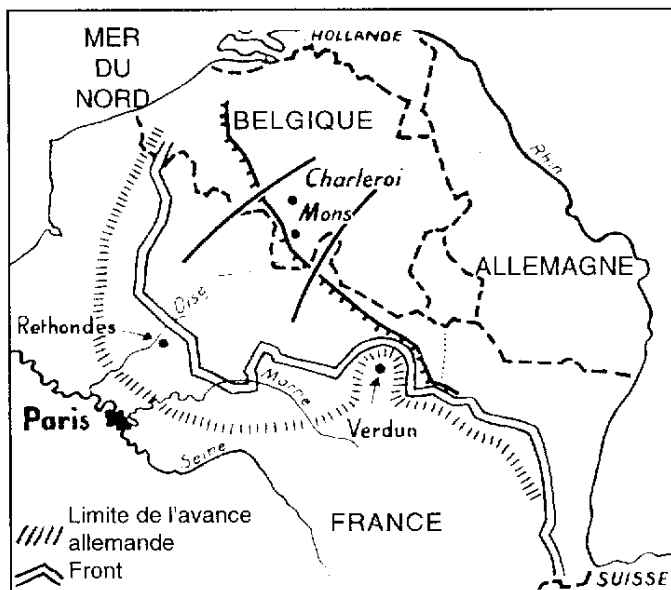 MER
DU
NORD
HOLLANDE
BELGIQUE
Rhin
Charleroi
Mons
ALLEMAGNE
Oise
Rethondes
Marne
Paris
Verdun
Seine
FRANCE
Limite de l'avance
allemande
Front
SUISSE